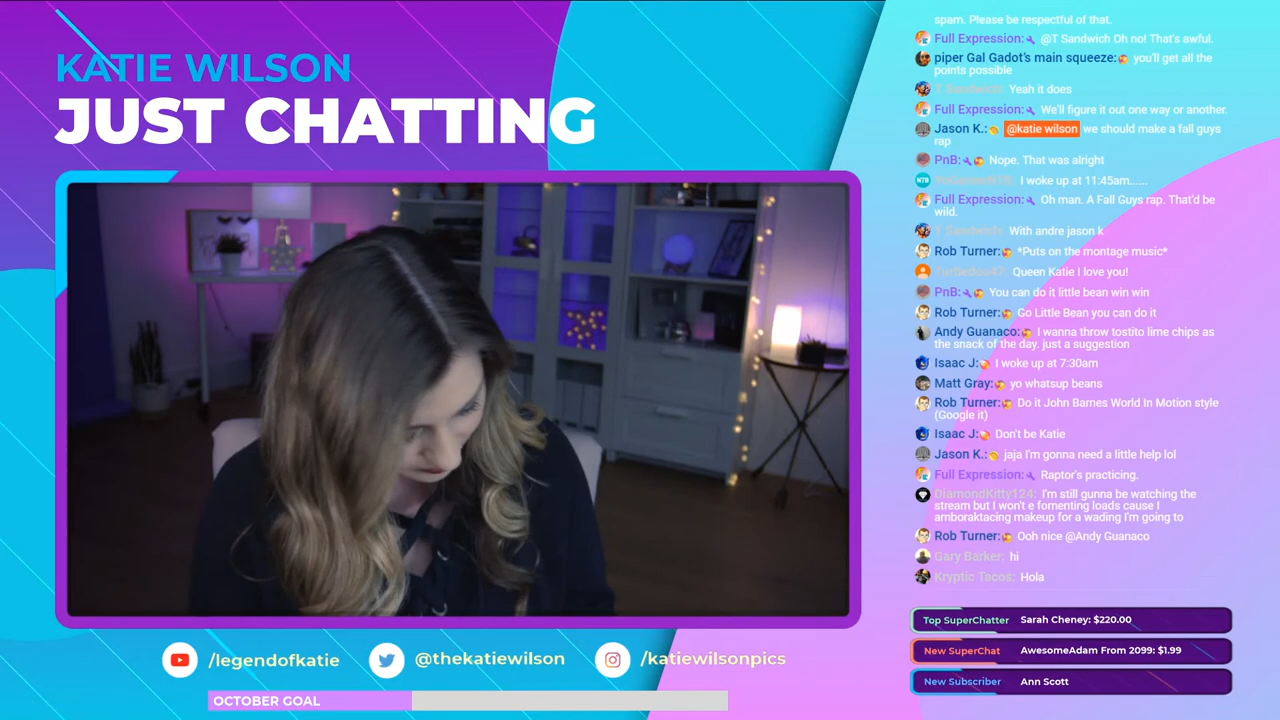 KATIE WILSON
JUST CHATTING
/legendofkatie
@thekatiewilson
/katiewilsonpics
OCTOBER GOAL
spam. Please be respectful of that.
Full Expression: @T Sandwich Oh no! That's awful.
piper Gal Gadot's main squeeze: you'll get all the
points possible
T Sandwich: Yeah it does
Full Expression: We'll figure it out one way or another.
Jason K.: @katie wilson we should make a fall guys
rap
PnB: Nope. That was alright
NTB I woke up at 11:45am......
Full Expression: Oh man. A Fall Guys rap. That'd be
wild.
T Sandwich: With andre jason k
Rob Turner: *Puts on the montage music*
Queen Katie I love you!
PnB: You can do it little bean win win
Rob Turner: Go Little Bean you can do it
Andy Guanaco: I wanna throw tostito lime chips as
the snack of the day. just a suggestion
Isaac J: I woke up at 7:30am
Matt Gray: yo whatsup beans
Rob Turner: Do it John Barnes World In Motion style
(Google it)
Isaac J: Don't be Katie
Jason K.: jaja I'm gonna need a little help lol
Full Expression: Raptor's practicing.
DiamondKitty124: I'm still gunna be watching the
stream but I won't e fomenting loads cause I
amboraktacing makeup for a wading I'm going to
Rob Turner: Ooh nice @Andy Guanaco
Gary Barker: hi
Kryptic Tacos: Hola
Top SuperChatter Sarah Cheney: $220.00
New SuperChat AwesomeAdam From 2099: $1.99
New Subscriber Ann Scott